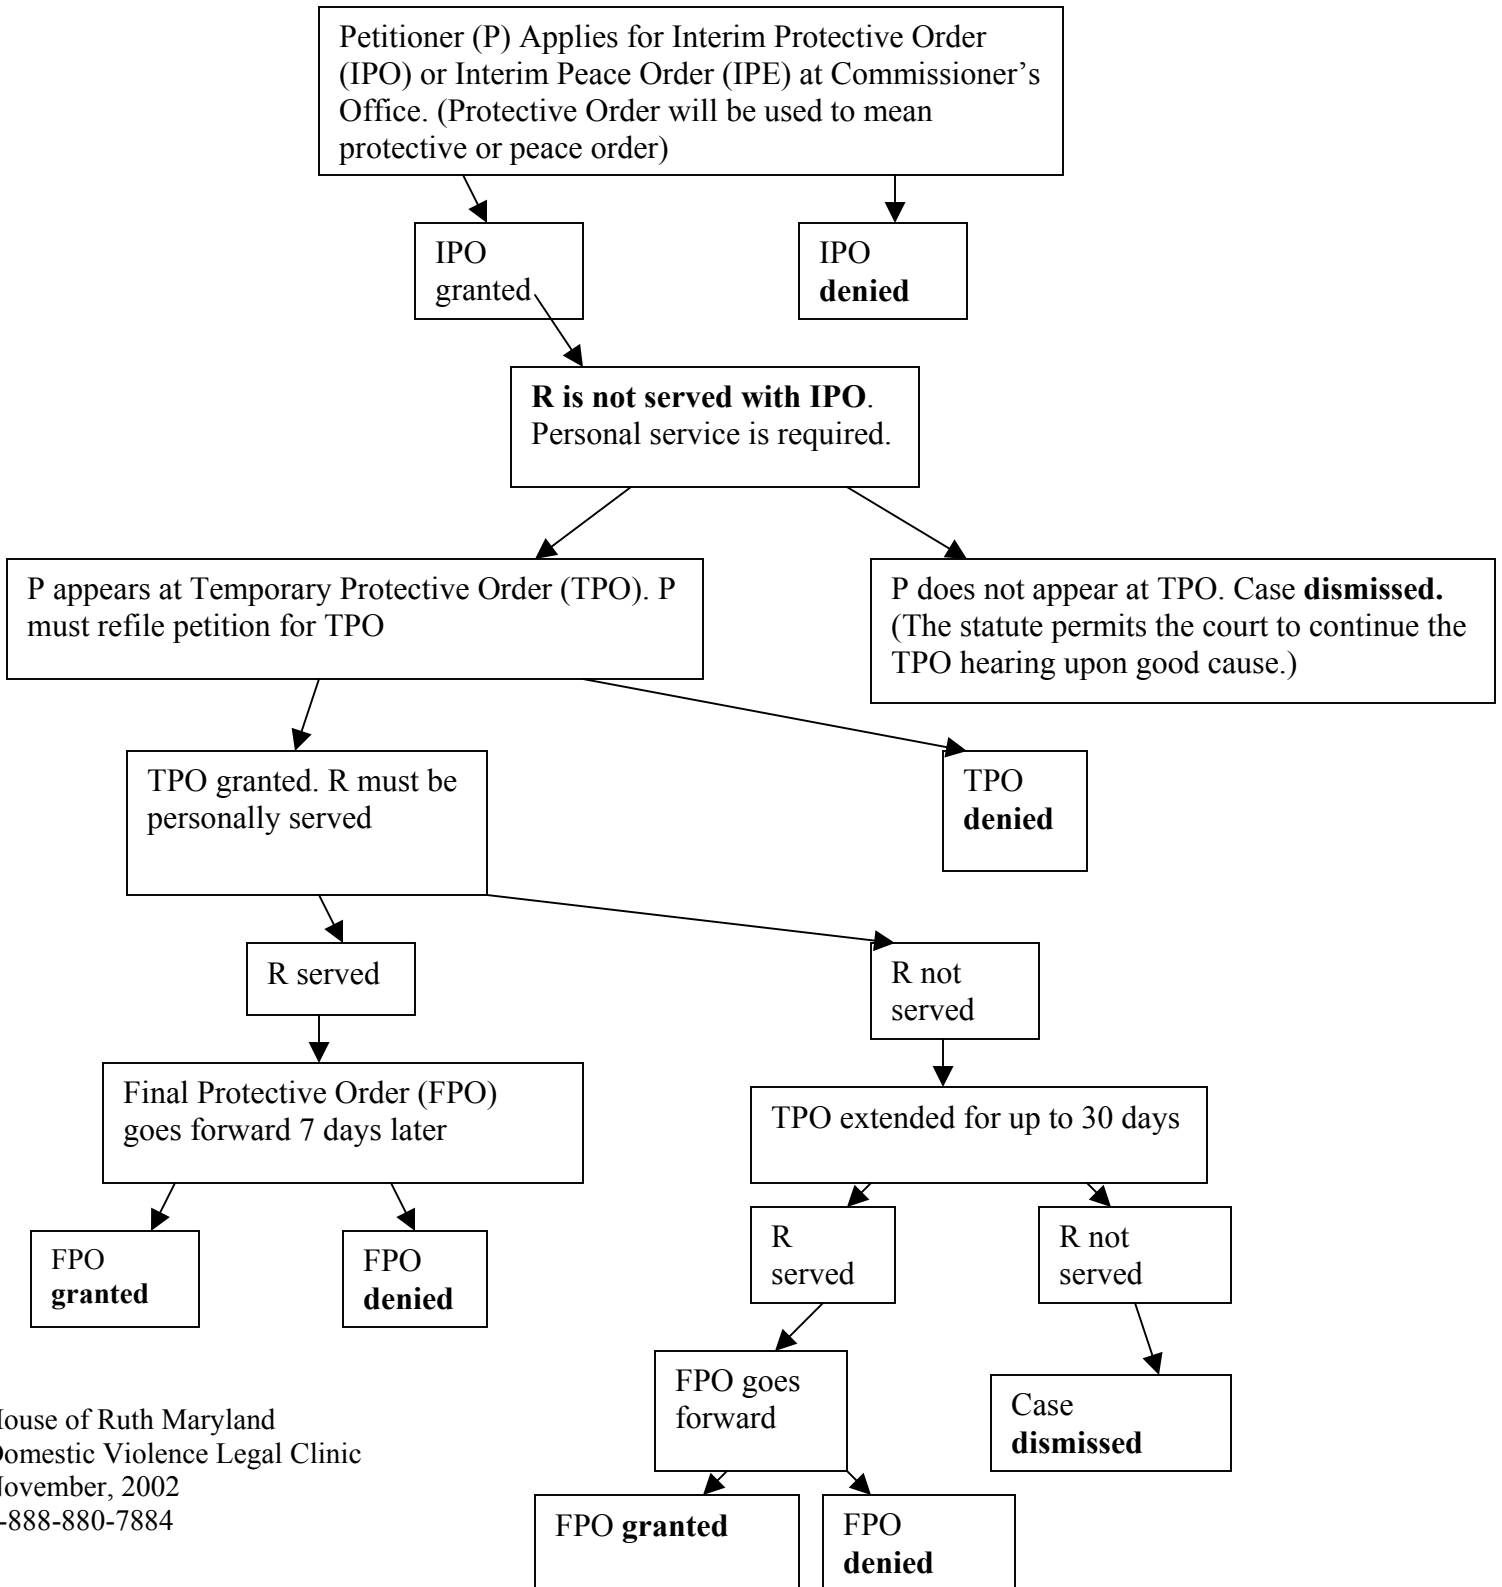 Petitioner (P) Applies for Interim Protective Order
(IPO) or Interim Peace Order (IPE) at Commissioner’s
Office. (Protective Order will be used to mean
protective or peace order)
IPO
granted
IPO
denied
R is not served with IPO.
Personal service is required.
P appears at Temporary Protective Order (TPO). P
must refile petition for TPO
P does not appear at TPO. Case dismissed.
(The statute permits the court to continue the
TPO hearing upon good cause.)
TPO granted. R must be
personally served
TPO
denied
R served
R not
served
Final Protective Order (FPO)
goes forward 7 days later
TPO extended for up to 30 days
FPO
granted
FPO
denied
R
served
R not
served
FPO goes
forward
Case
dismissed
FPO granted
FPO
denied
House of Ruth Maryland
Domestic Violence Legal Clinic
November, 2002
-888-880-7884